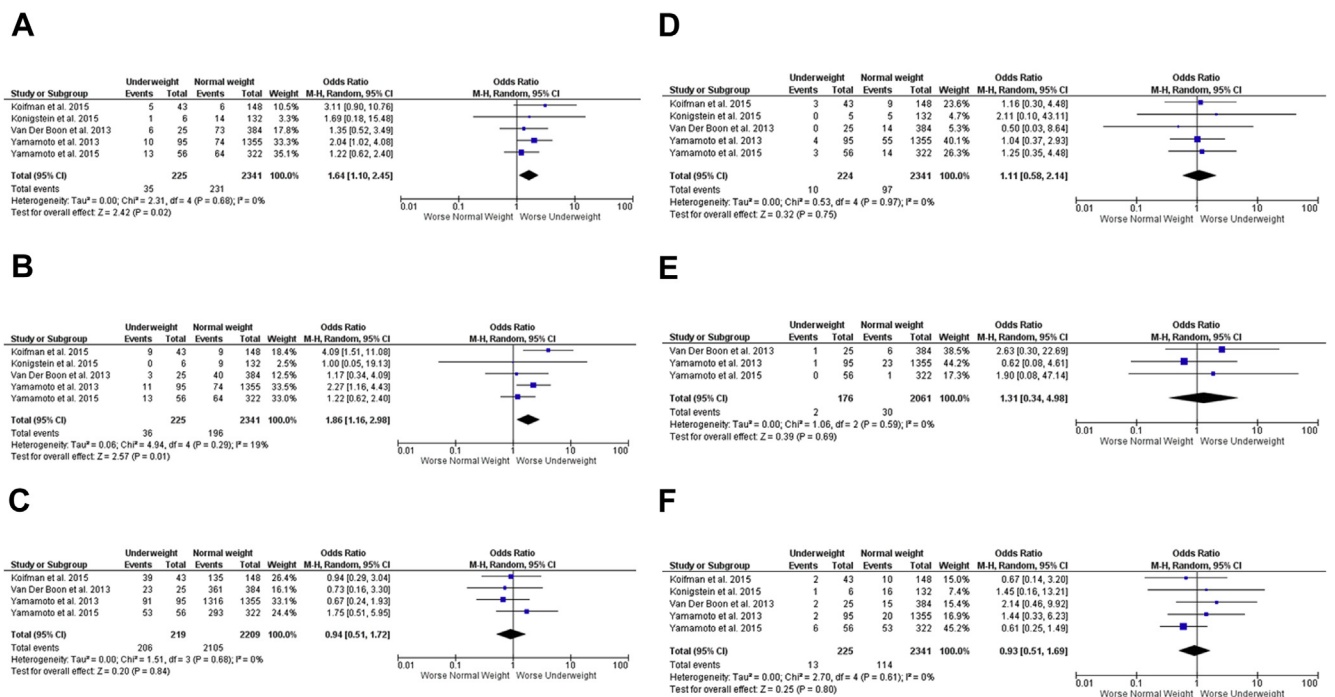 A
Underweight Normal weight Odds Ratio Odds Ratio
Study or Subgroup Events Total Events Total Weight M-H, Random, 95% CI M-H, Random, 95% CI
Koifman et al. 2015 5 43 6 148 10.5% 3.11 [0.90, 10.76]
Konigstein et al. 2015 1 6 14 132 3.3% 1.69 [0.18, 15.48]
Van Der Boon et al. 2013 6 25 73 384 17.8% 1.35 [0.52, 3.49]
Yamamoto et al. 2013 10 95 74 1355 33.3% 2.04 [1.02, 4.08]
Yamamoto et al. 2015 13 56 64 322 35.1% 1.22 [0.62, 2.40]
Total (95% CI) 225 2341 100.0% 1.64 [1.10, 2.45]
Total events 35 231
Heterogeneity: Tau² = 0.00; Chi² = 2.31, df = 4 (P = 0.68); I² = 0%
Test for overall effect: Z = 2.42 (P = 0.02)
0.01 0.1 1 10 100
Worse Normal Weight Worse Underweight
B
Underweight Normal weight Odds Ratio Odds Ratio
Study or Subgroup Events Total Events Total Weight M-H, Random, 95% CI M-H, Random, 95% CI
Koifman et al. 2015 9 43 9 148 18.4% 4.09 [1.51, 11.08]
Konigstein et al. 2015 0 6 9 132 2.5% 1.00 [0.05, 19.13]
Van Der Boon et al. 2013 3 25 40 384 12.5% 1.17 [0.34, 4.09]
Yamamoto et al. 2013 11 95 74 1355 33.5% 2.27 [1.16, 4.43]
Yamamoto et al. 2015 13 56 64 322 33.1% 1.22 [0.62, 2.40]
Total (95% CI) 225 2341 100.0% 1.86 [1.16, 2.98]
Total events 36 196
Heterogeneity: Tau² = 0.06; Chi² = 4.94, df = 4 (P = 0.29); I² = 19%
Test for overall effect: Z = 2.57 (P = 0.01)
0.01 0.1 1 10 100
Worse Normal Weight Worse Underweight
C
Underweight Normal weight Odds Ratio Odds Ratio
Study or Subgroup Events Total Events Total Weight M-H, Random, 95% CI M-H, Random, 95% CI
Koifman et al. 2015 39 43 135 148 26.4% 0.94 [0.29, 3.04]
Van Der Boon et al. 2013 23 25 361 384 16.1% 0.73 [0.16, 3.30]
Yamamoto et al. 2013 91 95 1316 1355 33.1% 0.67 [0.24, 1.93]
Yamamoto et al. 2015 53 56 293 322 24.4% 1.75 [0.51, 5.95]
Total (95% CI) 219 2209 100.0% 0.94 [0.51, 1.72]
Total events 206 2105
Heterogeneity: Tau² = 0.00; Chi² = 1.51, df = 3 (P = 0.68); I² = 0%
Test for overall effect: Z = 0.20 (P = 0.84)
0.01 0.1 1 10 100
Worse Normal Weight Worse Underweight
D
Underweight Normal weight Odds Ratio Odds Ratio
Study or Subgroup Events Total Events Total Weight M-H, Random, 95% CI M-H, Random, 95% CI
Koifman et al. 2015 3 43 9 148 23.6% 1.16 [0.30, 4.48]
Konigstein et al. 2015 0 5 5 132 4.7% 2.11 [0.10, 43.11]
Van Der Boon et al. 2013 0 25 14 384 5.3% 0.50 [0.03, 8.64]
Yamamoto et al. 2013 4 95 55 1355 40.1% 1.04 [0.37, 2.93]
Yamamoto et al. 2015 3 56 14 322 26.3% 1.25 [0.35, 4.48]
Total (95% CI) 224 2341 100.0% 1.11 [0.58, 2.14]
Total events 10 97
Heterogeneity: Tau² = 0.00; Chi² = 0.53, df = 4 (P = 0.97); I² = 0%
Test for overall effect: Z = 0.32 (P = 0.75)
0.01 0.1 1 10 100
Worse Normal Weight Worse Underweight
E
Underweight Normal weight Odds Ratio Odds Ratio
Study or Subgroup Events Total Events Total Weight M-H, Random, 95% CI M-H, Random, 95% CI
Van Der Boon et al. 2013 1 25 6 384 38.5% 2.63 [0.30, 22.69]
Yamamoto et al. 2013 1 95 23 1355 44.2% 0.62 [0.08, 4.61]
Yamamoto et al. 2015 0 56 1 322 17.3% 1.90 [0.08, 47.14]
Total (95% CI) 176 2061 100.0% 1.31 [0.34, 4.98]
Total events 2 30
Heterogeneity: Tau² = 0.00; Chi² = 1.06, df = 2 (P = 0.59); I² = 0%
Test for overall effect: Z = 0.39 (P = 0.69)
0.01 0.1 1 10 100
Worse Normal Weight Worse Underweight
F
Underweight Normal weight Odds Ratio Odds Ratio
Study or Subgroup Events Total Events Total Weight M-H, Random, 95% CI M-H, Random, 95% CI
Koifman et al. 2015 2 43 10 148 15.0% 0.67 [0.14, 3.20]
Konigstein et al. 2015 1 6 16 132 7.4% 1.45 [0.16, 13.21]
Van Der Boon et al. 2013 2 25 15 384 15.9% 2.14 [0.46, 9.92]
Yamamoto et al. 2013 2 95 20 1355 16.5% 1.44 [0.33, 6.23]
Yamamoto et al. 2015 6 56 53 322 45.2% 0.61 [0.25, 1.49]
Total (95% CI) 225 2341 100.0% 0.93 [0.51, 1.69]
Total events 13 114
Heterogeneity: Tau² = 0.00; Chi² = 2.70, df = 4 (P = 0.61); I² = 0%
Test for overall effect: Z = 0.25 (P = 0.80)
0.01 0.1 1 10 100
Worse Normal Weight Worse Underweight